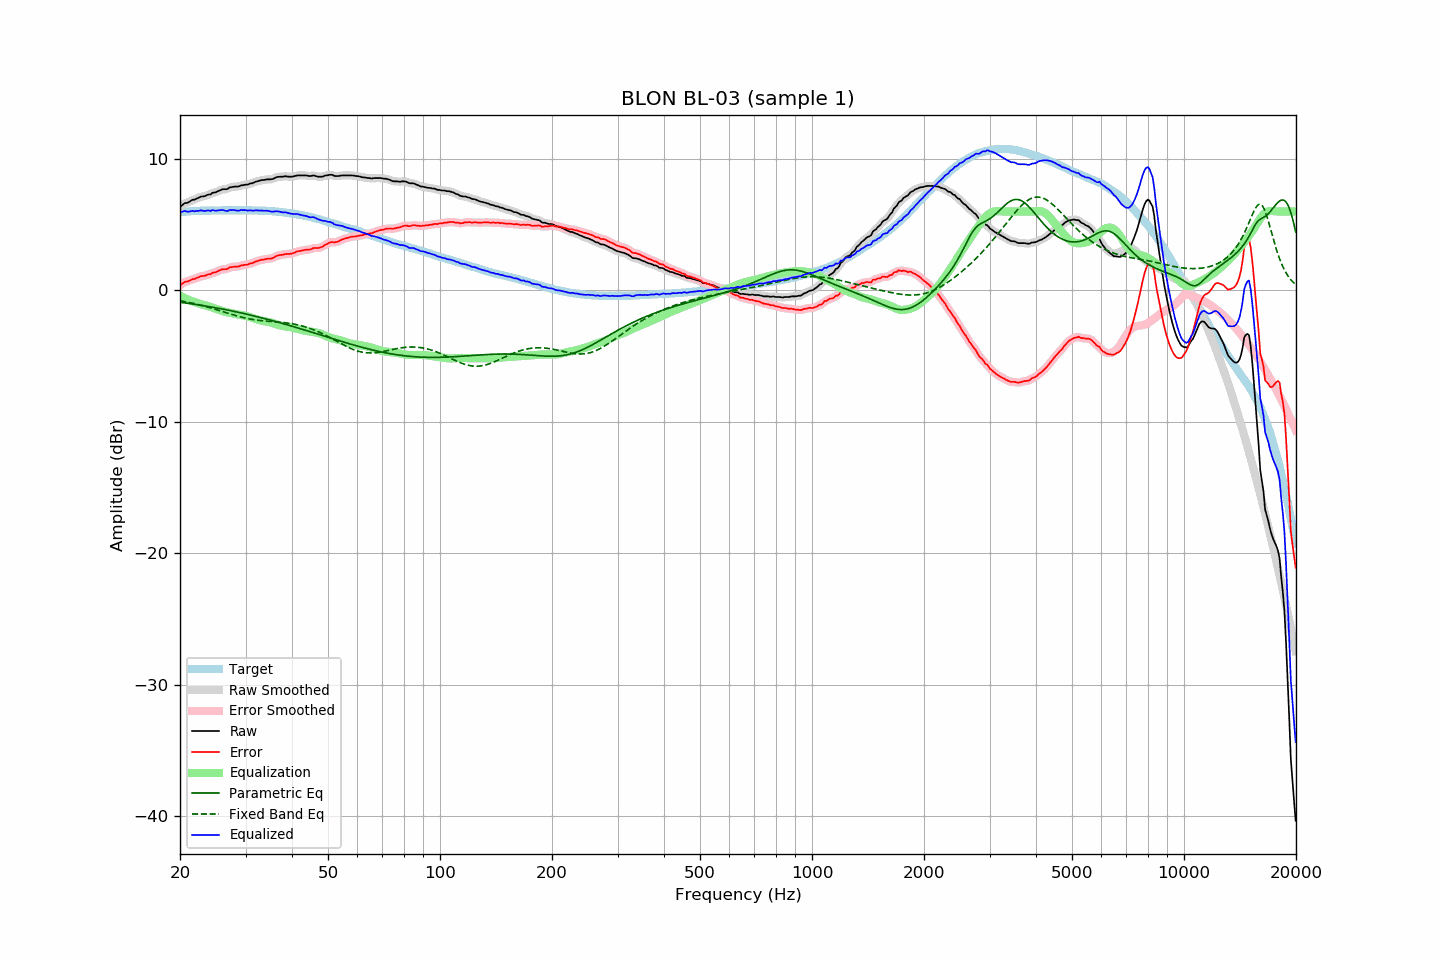 BLON BL-03 (sample 1)
10
0
−10
−20
−30
−40
Amplitude (dBr)
Target
Raw Smoothed
Error Smoothed
Raw
Error
Equalization
Parametric Eq
Fixed Band Eq
Equalized
20 50 100 200 500 1000 2000 5000 10000 20000
Frequency (Hz)